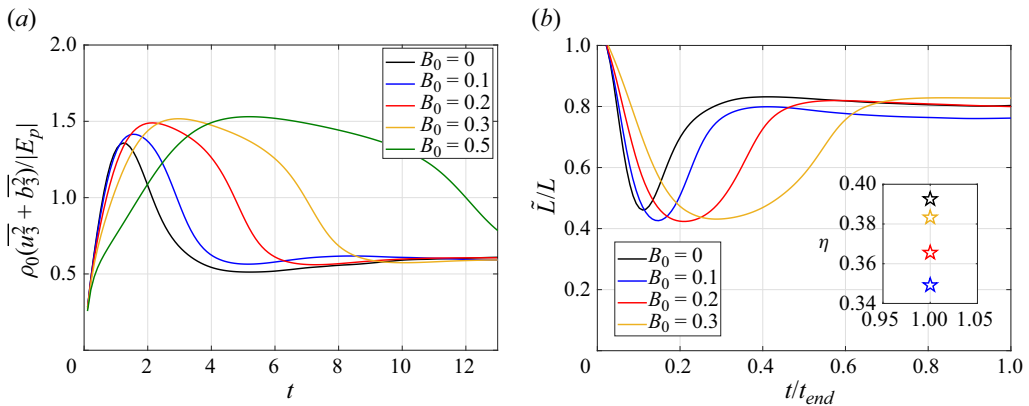 (a)
2.0
1.5
1.0
0.5
0
2
4
6
8
10
12
ρ₀(u₃² + b₃²)/|Eₚ|
t
B₀ = 0
B₀ = 0.1
B₀ = 0.2
B₀ = 0.3
B₀ = 0.5
(b)
1.0
0.8
0.6
0.4
0.2
0
0.2
0.4
0.6
0.8
1.0
L̃/L
t/t_end
B₀ = 0
B₀ = 0.1
B₀ = 0.2
B₀ = 0.3
0.40
0.38
η
0.36
0.34
0.95
1.00
1.05